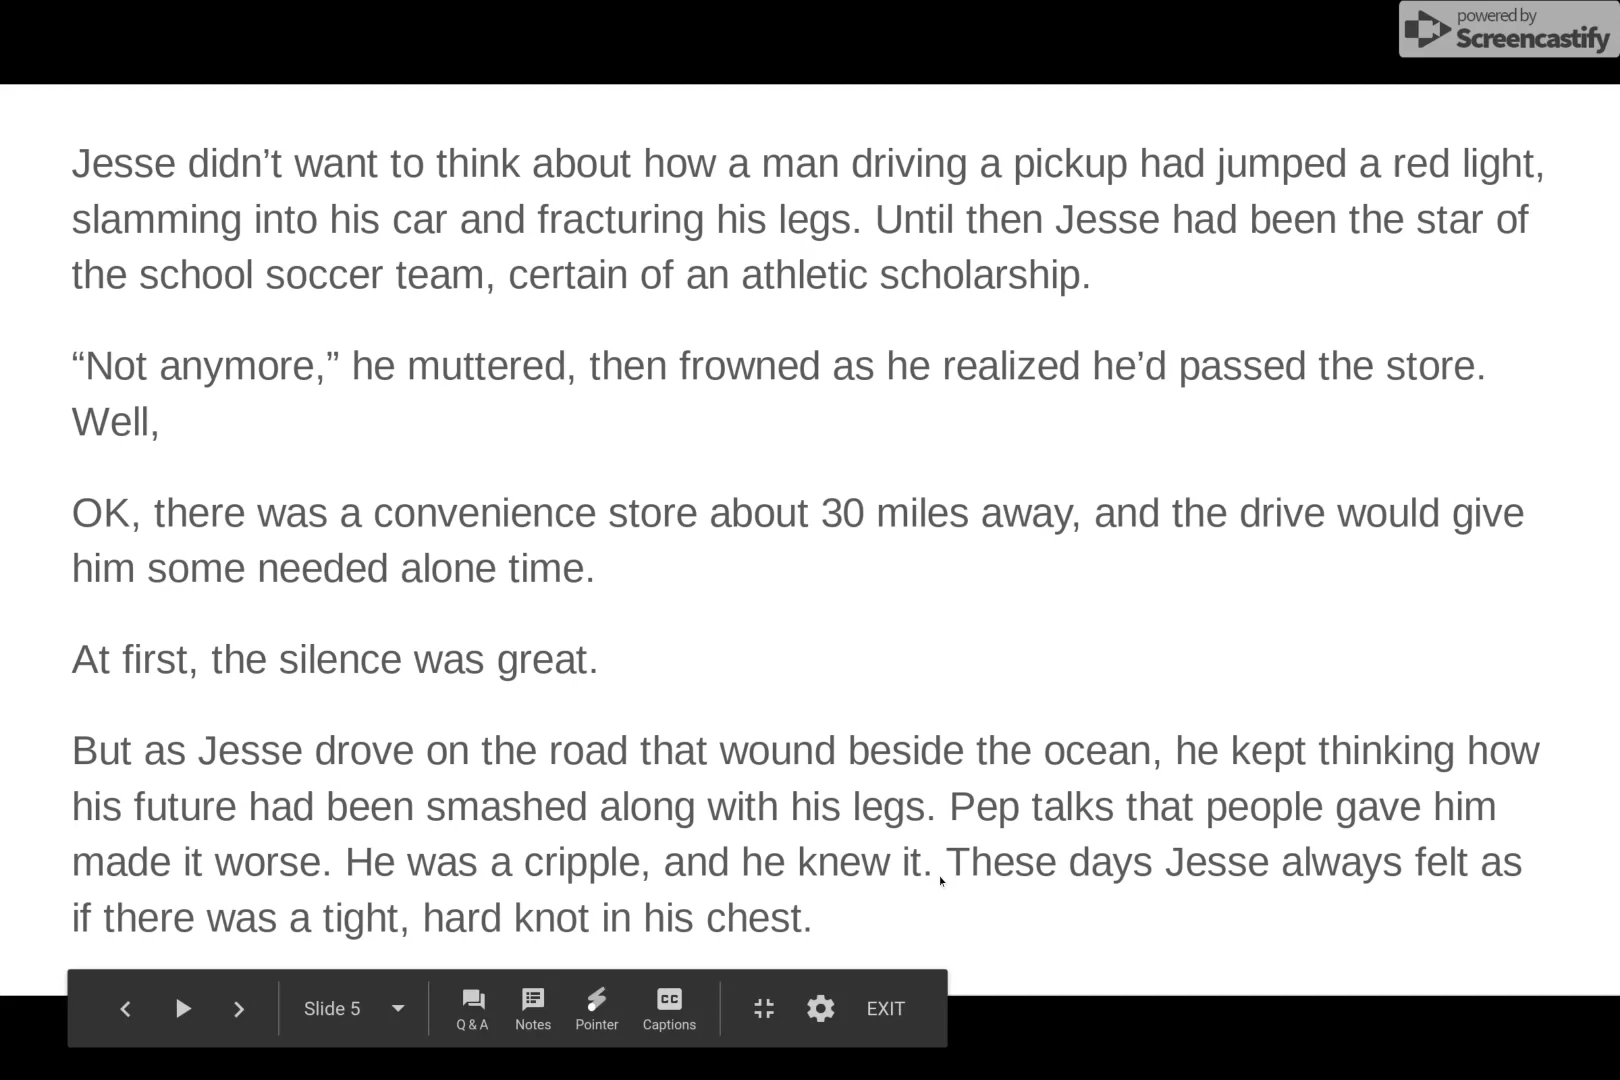 powered by
Screencastify
Jesse didn’t want to think about how a man driving a pickup had jumped a red light,
slamming into his car and fracturing his legs. Until then Jesse had been the star of
the school soccer team, certain of an athletic scholarship.
“Not anymore,” he muttered, then frowned as he realized he’d passed the store.
Well,
OK, there was a convenience store about 30 miles away, and the drive would give
him some needed alone time.
At first, the silence was great.
But as Jesse drove on the road that wound beside the ocean, he kept thinking how
his future had been smashed along with his legs. Pep talks that people gave him
made it worse. He was a cripple, and he knew it. These days Jesse always felt as
if there was a tight, hard knot in his chest.
Slide 5
Q & A
Notes
Pointer
CC
Captions
EXIT